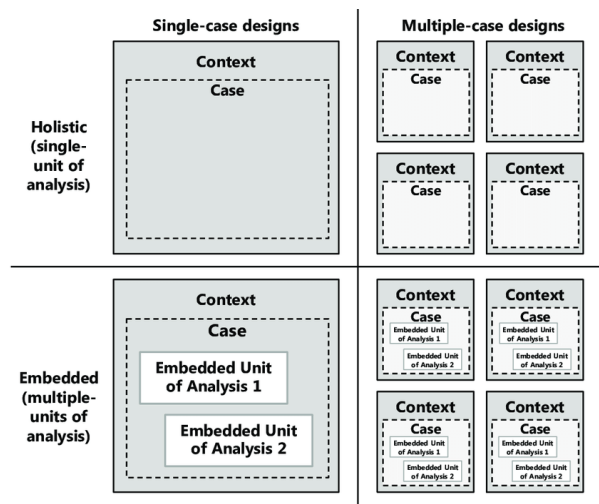 Single-case designs
Multiple-case designs
Holistic
(single-
unit of
analysis)
Context
Case
Context
Case
Context
Case
Context
Case
Context
Case
Embedded
(multiple-
units of
analysis)
Context
Case
Embedded Unit
of Analysis 1
Embedded Unit
of Analysis 2
Context
Case
Embedded Unit
of Analysis 1
Embedded Unit
of Analysis 2
Context
Case
Embedded Unit
of Analysis 1
Embedded Unit
of Analysis 2
Context
Case
Embedded Unit
of Analysis 1
Embedded Unit
of Analysis 2
Context
Case
Embedded Unit
of Analysis 1
Embedded Unit
of Analysis 2